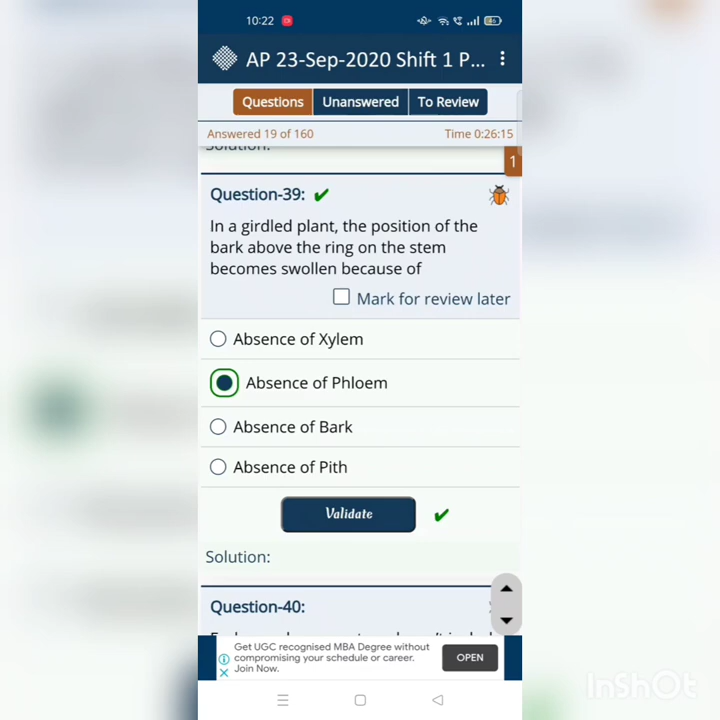 10:22
AP 23-Sep-2020 Shift 1 P...
Questions
Unanswered
To Review
Answered 19 of 160
Time 0:26:15
Solution:
1
Question-39:
In a girdled plant, the position of the
bark above the ring on the stem
becomes swollen because of
Mark for review later
Absence of Xylem
Absence of Phloem
Absence of Bark
Absence of Pith
Validate
Solution:
Question-40:
Get UGC recognised MBA Degree without
compromising your schedule or career.
Join Now.
OPEN
InShOt